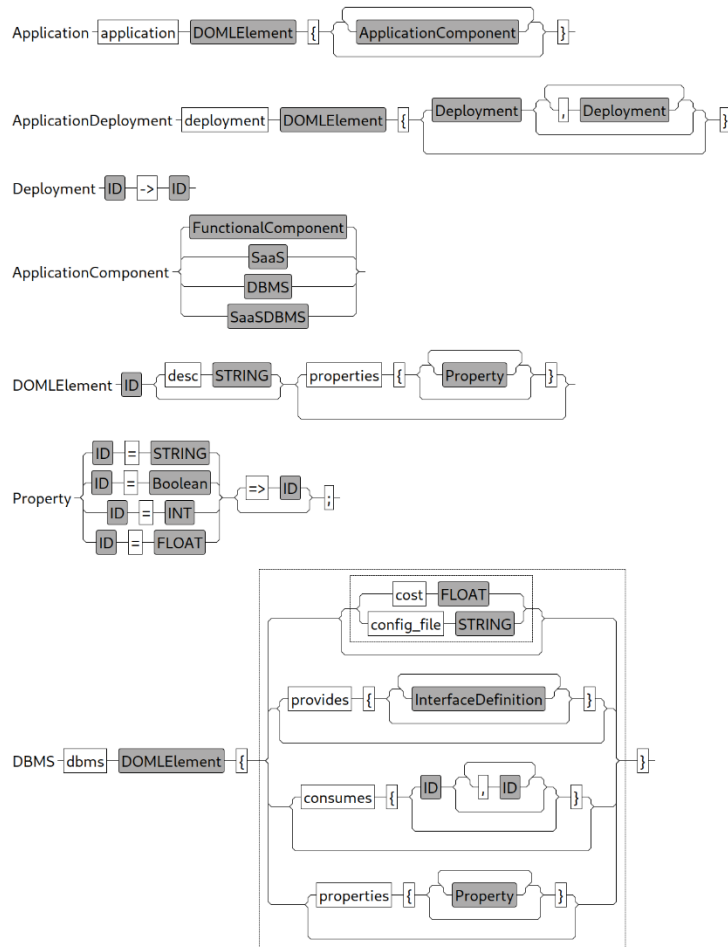 Application application DOMLElement { ApplicationComponent }
ApplicationDeployment deployment DOMLElement { Deployment , Deployment }
Deployment ID -> ID
FunctionalComponent
SaaS
ApplicationComponent
DBMS
SaaSDBMS
DOMLElement ID desc STRING properties { Property }
ID = STRING
ID = Boolean
Property => ID ;
ID = INT
ID = FLOAT
cost FLOAT
config_file STRING
provides { InterfaceDefinition }
DBMS dbms DOMLElement { }
consumes { ID , ID }
properties { Property }